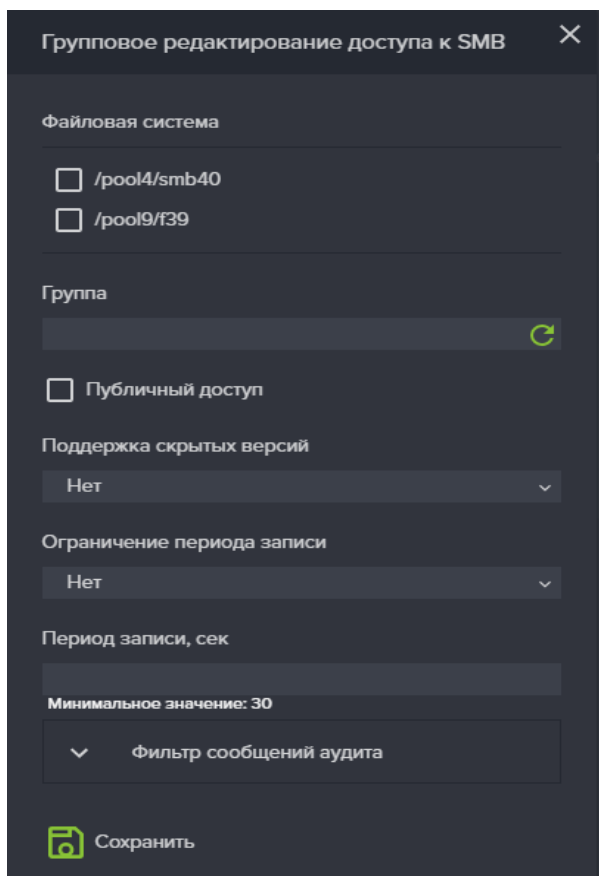 Групповое редактирование доступа к SMB
Файловая система
/pool4/smb40
/pool9/f39
Группа
Публичный доступ
Поддержка скрытых версий
Нет
Ограничение периода записи
Нет
Период записи, сек
Минимальное значение: 30
Фильтр сообщений аудита
Сохранить